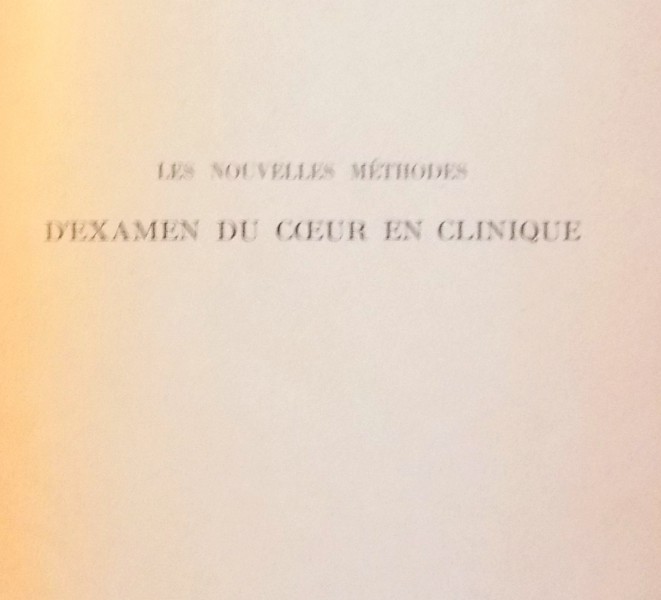 LES NOUVELLES MÉTHODES
D'EXAMEN DU CŒUR EN CLINIQUE